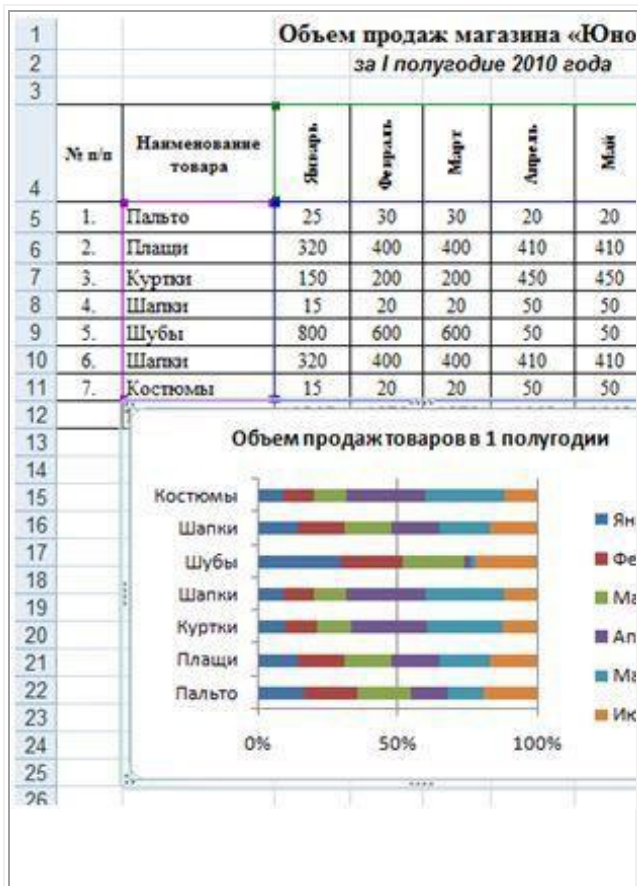 1 Объем продаж магазина «Юно
2 за I полугодие 2010 года
3
4 № п/п Наименование товара Январь Февраль Март Апрель Май
5 1. Пальто 25 30 30 20 20
6 2. Плащи 320 400 400 410 410
7 3. Куртки 150 200 200 450 450
8 4. Шапки 15 20 20 50 50
9 5. Шубы 800 600 600 50 50
10 6. Шапки 320 400 400 410 410
11 7. Костюмы 15 20 20 50 50
12
13 Объем продаж товаров в 1 полугодии
14
15 Костюмы
16 Шапки Ян
17 Шубы Фе
18 Шапки Ма
19
20 Куртки Ап
21 Плащи Ма
22 Пальто Ию
23
24 0% 50% 100%
25
26